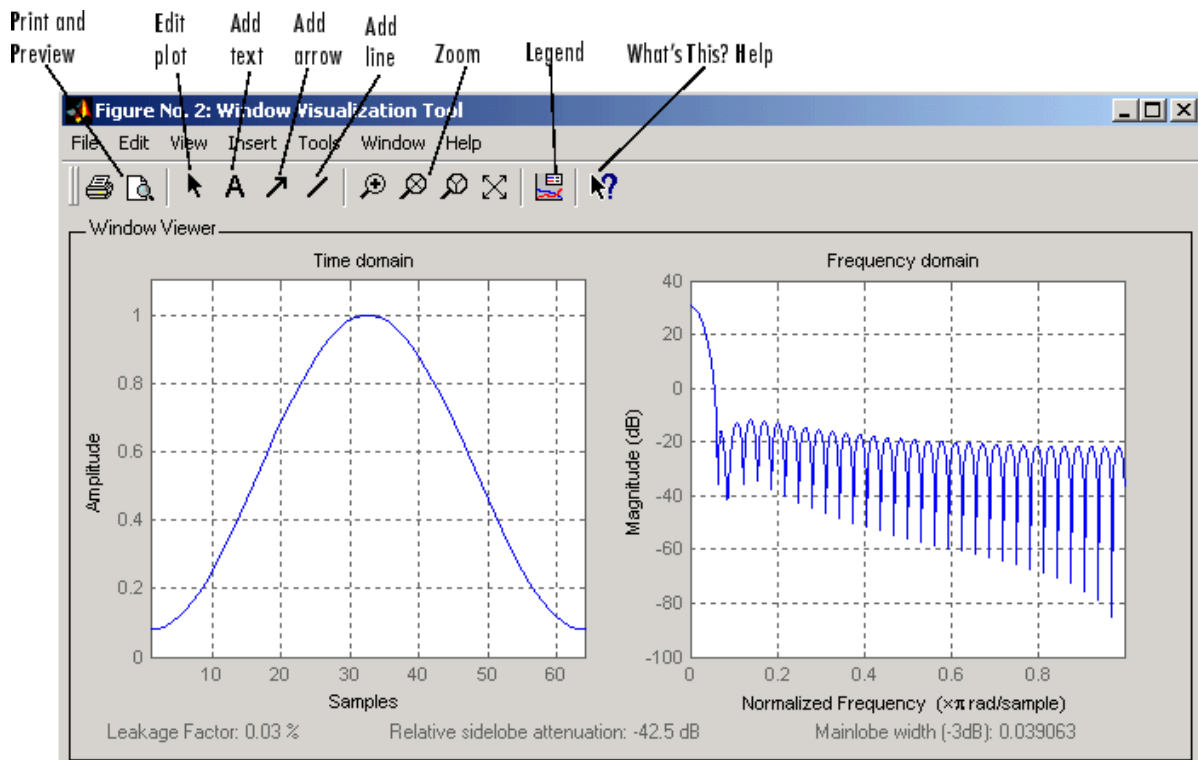 Print and Preview
Edit plot
Add text
Add arrow
Add line
Zoom
Legend
What's This? Help
Figure No. 2: Window Visualization Tool
File Edit View Insert Tools Window Help
A
?
Window Viewer
Time domain
Amplitude
1
0.8
0.6
0.4
0.2
0
10 20 30 40 50 60
Samples
Frequency domain
Magnitude (dB)
40
20
0
-20
-40
-60
-80
-100
0 0.2 0.4 0.6 0.8
Normalized Frequency (×π rad/sample)
Leakage Factor: 0.03 %
Relative sidelobe attenuation: -42.5 dB
Mainlobe width (-3dB): 0.039063